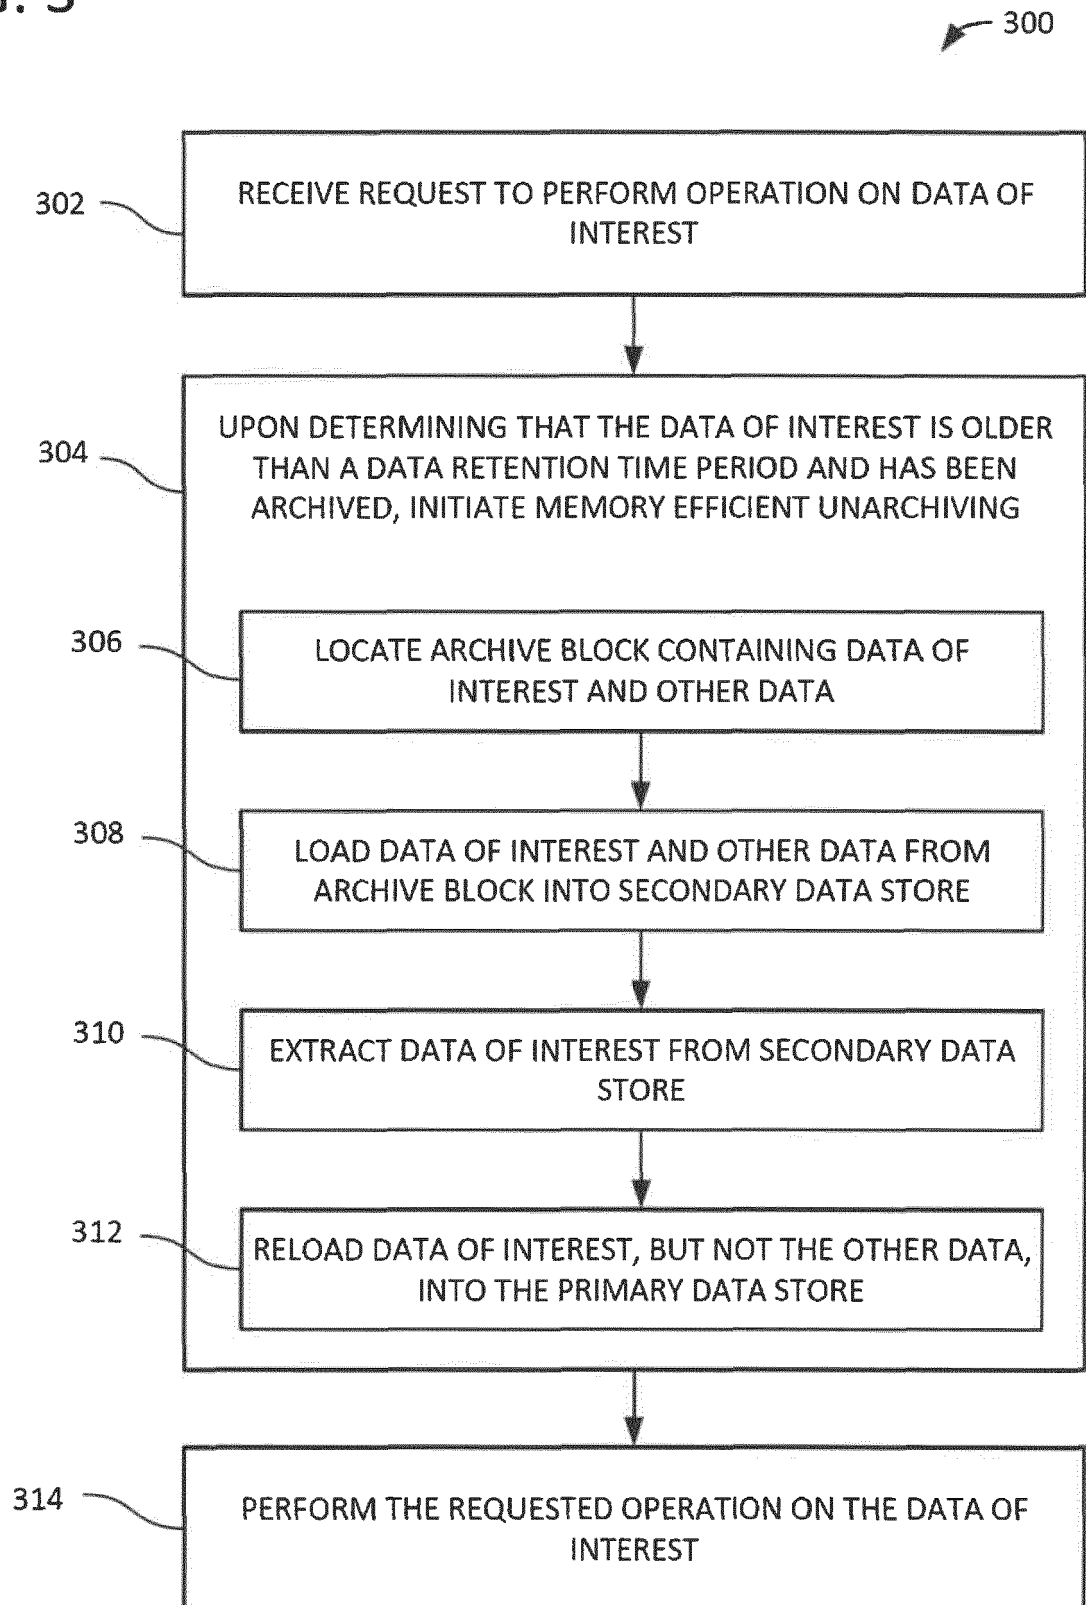 300
302
RECEIVE REQUEST TO PERFORM OPERATION ON DATA OF
INTEREST
304
UPON DETERMINING THAT THE DATA OF INTEREST IS OLDER
THAN A DATA RETENTION TIME PERIOD AND HAS BEEN
ARCHIVED, INITIATE MEMORY EFFICIENT UNARCHIVING
306
LOCATE ARCHIVE BLOCK CONTAINING DATA OF
INTEREST AND OTHER DATA
308
LOAD DATA OF INTEREST AND OTHER DATA FROM
ARCHIVE BLOCK INTO SECONDARY DATA STORE
310
EXTRACT DATA OF INTEREST FROM SECONDARY DATA
STORE
312
RELOAD DATA OF INTEREST, BUT NOT THE OTHER DATA,
INTO THE PRIMARY DATA STORE
314
PERFORM THE REQUESTED OPERATION ON THE DATA OF
INTEREST